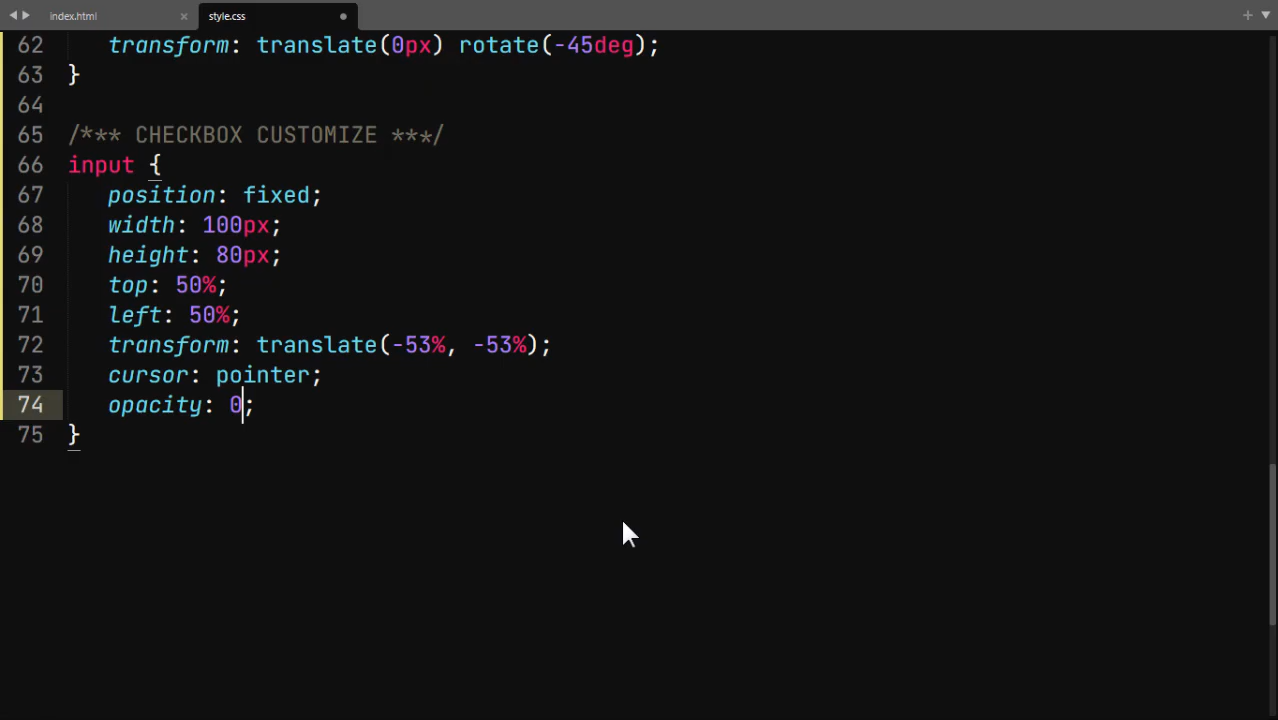 index.html × style.css
62 transform: translate(0px) rotate(-45deg);
63 }
64
65 /*** CHECKBOX CUSTOMIZE ***/
66 input {
67 position: fixed;
68 width: 100px;
69 height: 80px;
70 top: 50%;
71 left: 50%;
72 transform: translate(-53%, -53%);
73 cursor: pointer;
74 opacity: 0;
75 }